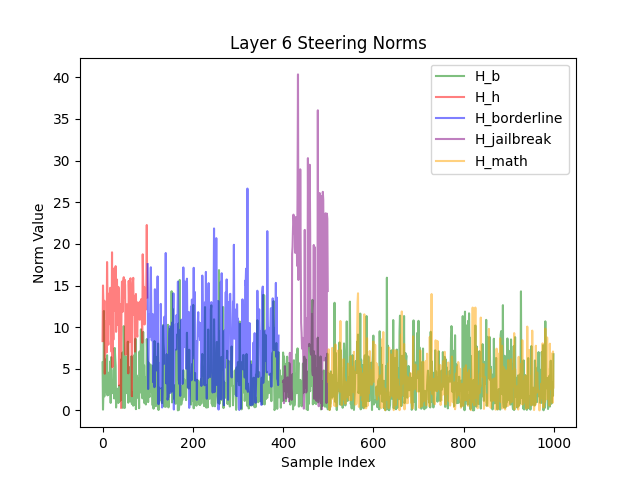 Layer 6 Steering Norms
Norm Value
40
35
30
25
20
15
10
5
0
H_b
H_h
H_borderline
H_jailbreak
H_math
0
200
400
600
800
1000
Sample Index